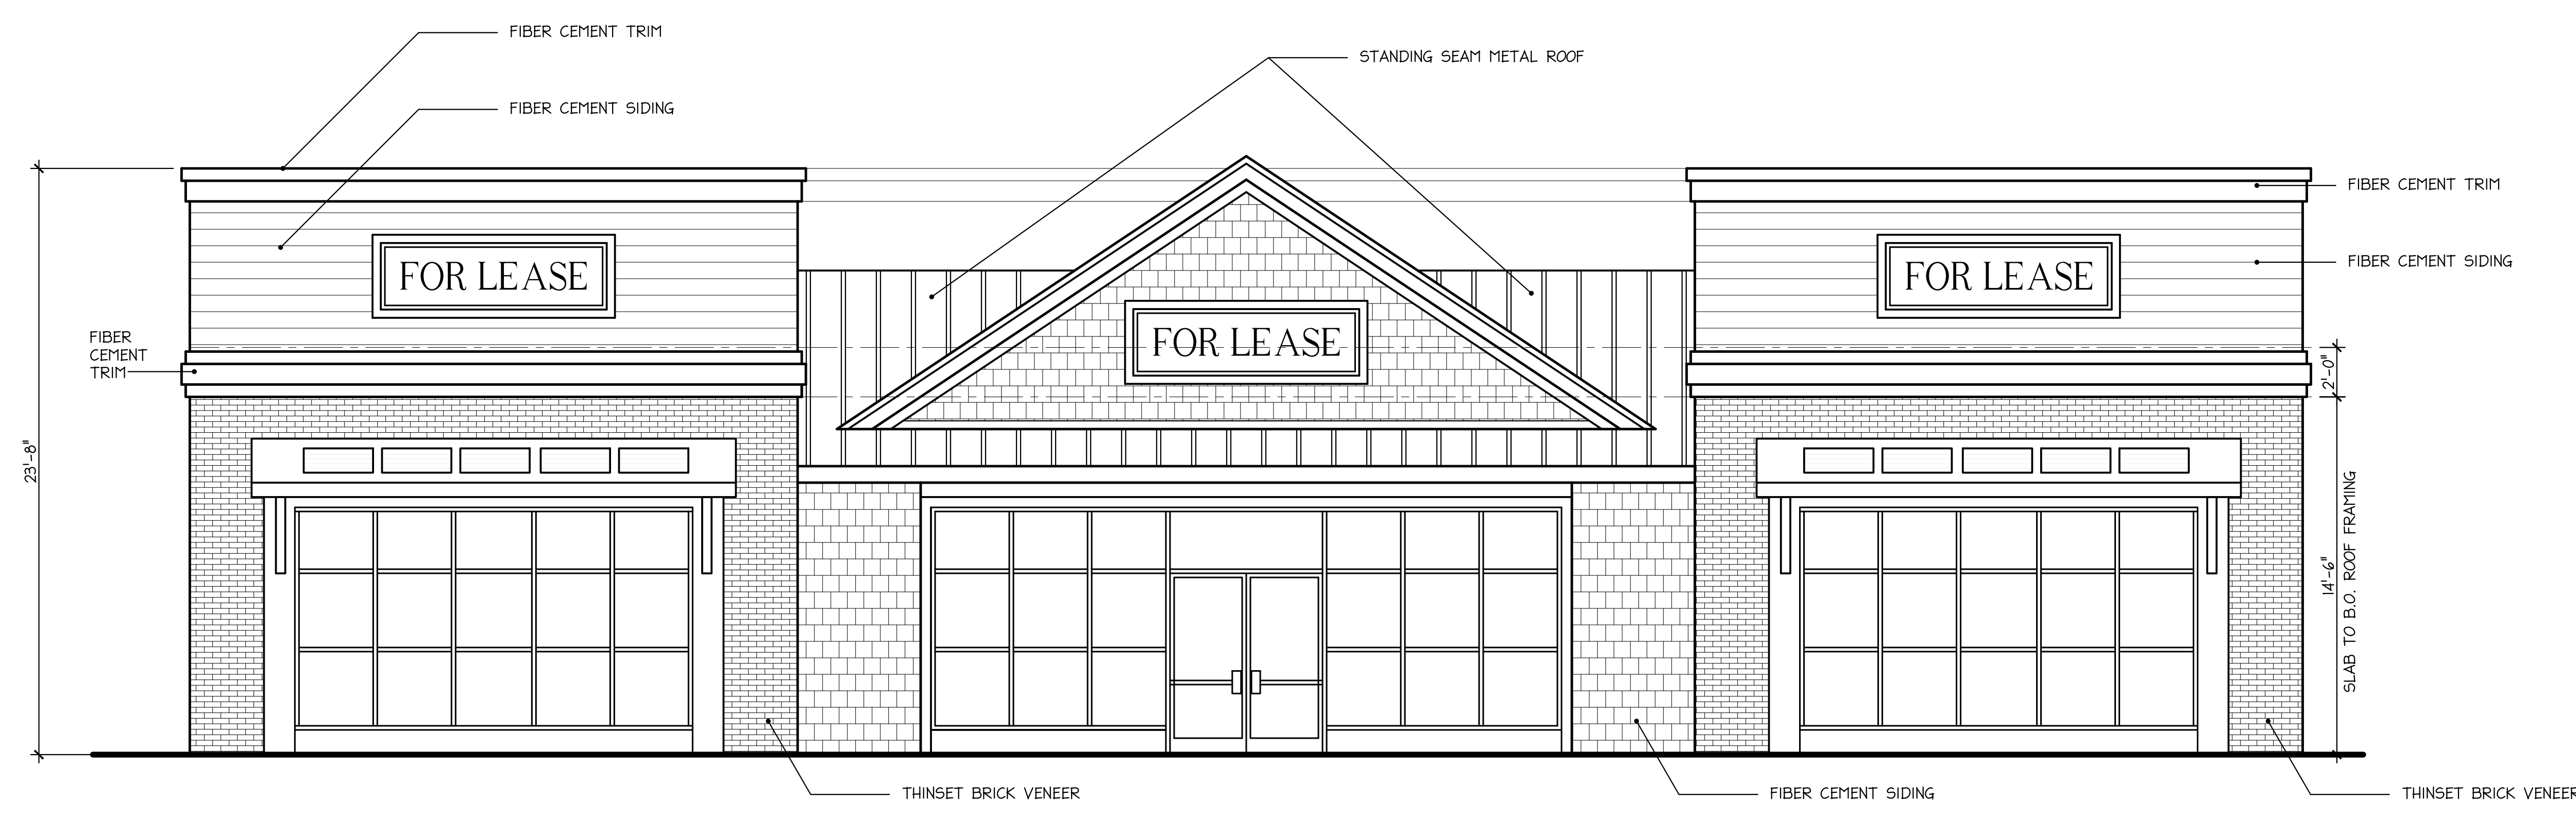 FIBER CEMENT TRIM
STANDING SEAM METAL ROOF
FIBER CEMENT SIDING
FIBER CEMENT TRIM
FIBER CEMENT SIDING
FOR LEASE
FOR LEASE
FOR LEASE
FIBER
CEMENT
TRIM
2'-0"
23'-8"
14'-6"
SLAB TO B.O. ROOF FRAMING
THINSET BRICK VENEER
FIBER CEMENT SIDING
THINSET BRICK VENEER